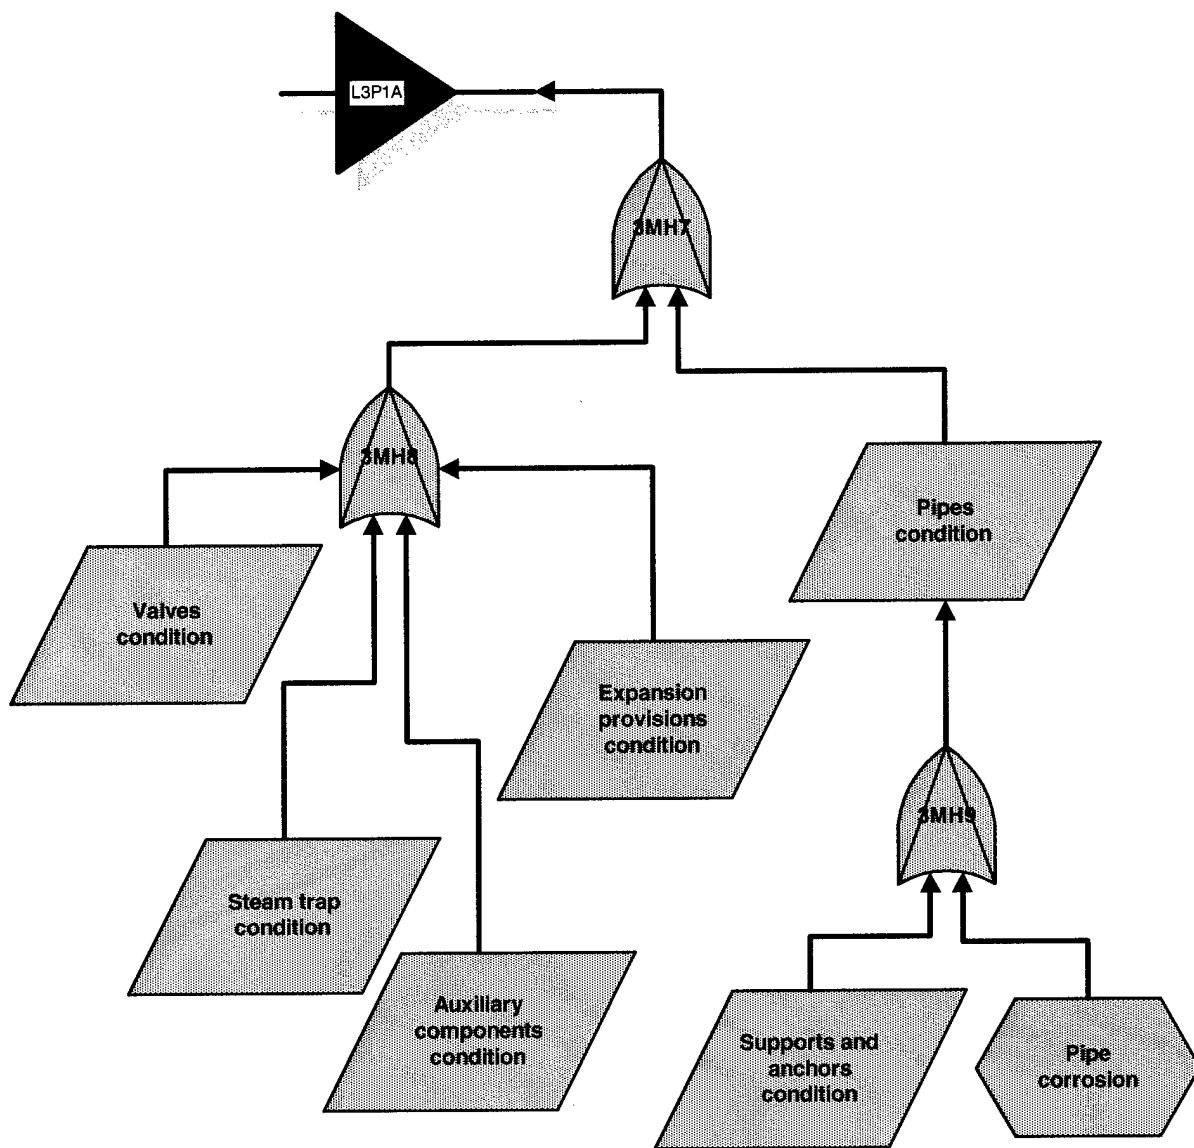 L3P1A
3MH7
3MH8
Pipes
condition
Valves
condition
Expansion
provisions
condition
3MH9
Steam trap
condition
Auxiliary
components
condition
Supports and
anchors
condition
Pipe
corrosion